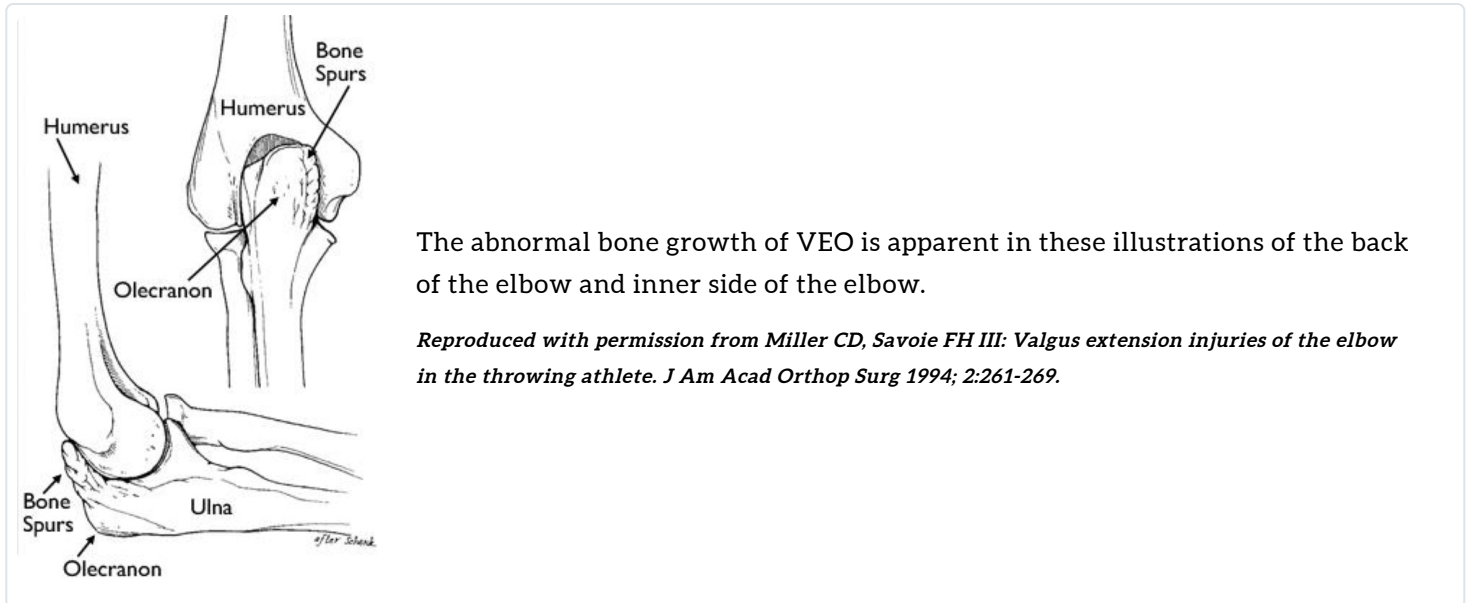 Bone
Spurs
Humerus
Humerus
Olecranon
Bone
Spurs
Ulna
Olecranon
after Schenk
The abnormal bone growth of VEO is apparent in these illustrations of the back
of the elbow and inner side of the elbow.
Reproduced with permission from Miller CD, Savoie FH III: Valgus extension injuries of the elbow
in the throwing athlete. J Am Acad Orthop Surg 1994; 2:261-269.